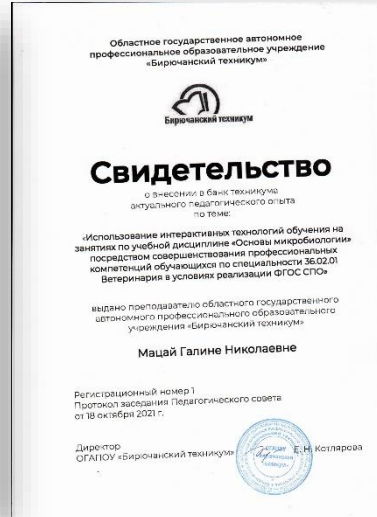 Областное государственное автономное
профессиональное образовательное учреждение
«Бирючанский техникум»
Бирючанский техникум
Свидетельство
о внесении в банк техникума
актуального педагогического опыта
по теме:
«Использование интерактивных технологий обучения на
занятиях по учебной дисциплине «Основы микробиологии»
посредством совершенствования профессиональных
компетенций обучающихся по специальности 36.02.01
Ветеринария в условиях реализации ФГОС СПО»
выдано преподавателю областного государственного
автономного профессионального образовательного
учреждения «Бирючанский техникум»
Мацай Галине Николаевне
Регистрационный номер 1
Протокол заседания Педагогического совета
от 18 октября 2021 г.
Директор
ОГАПОУ «Бирючанский техникум» Е. Н. Котлярова